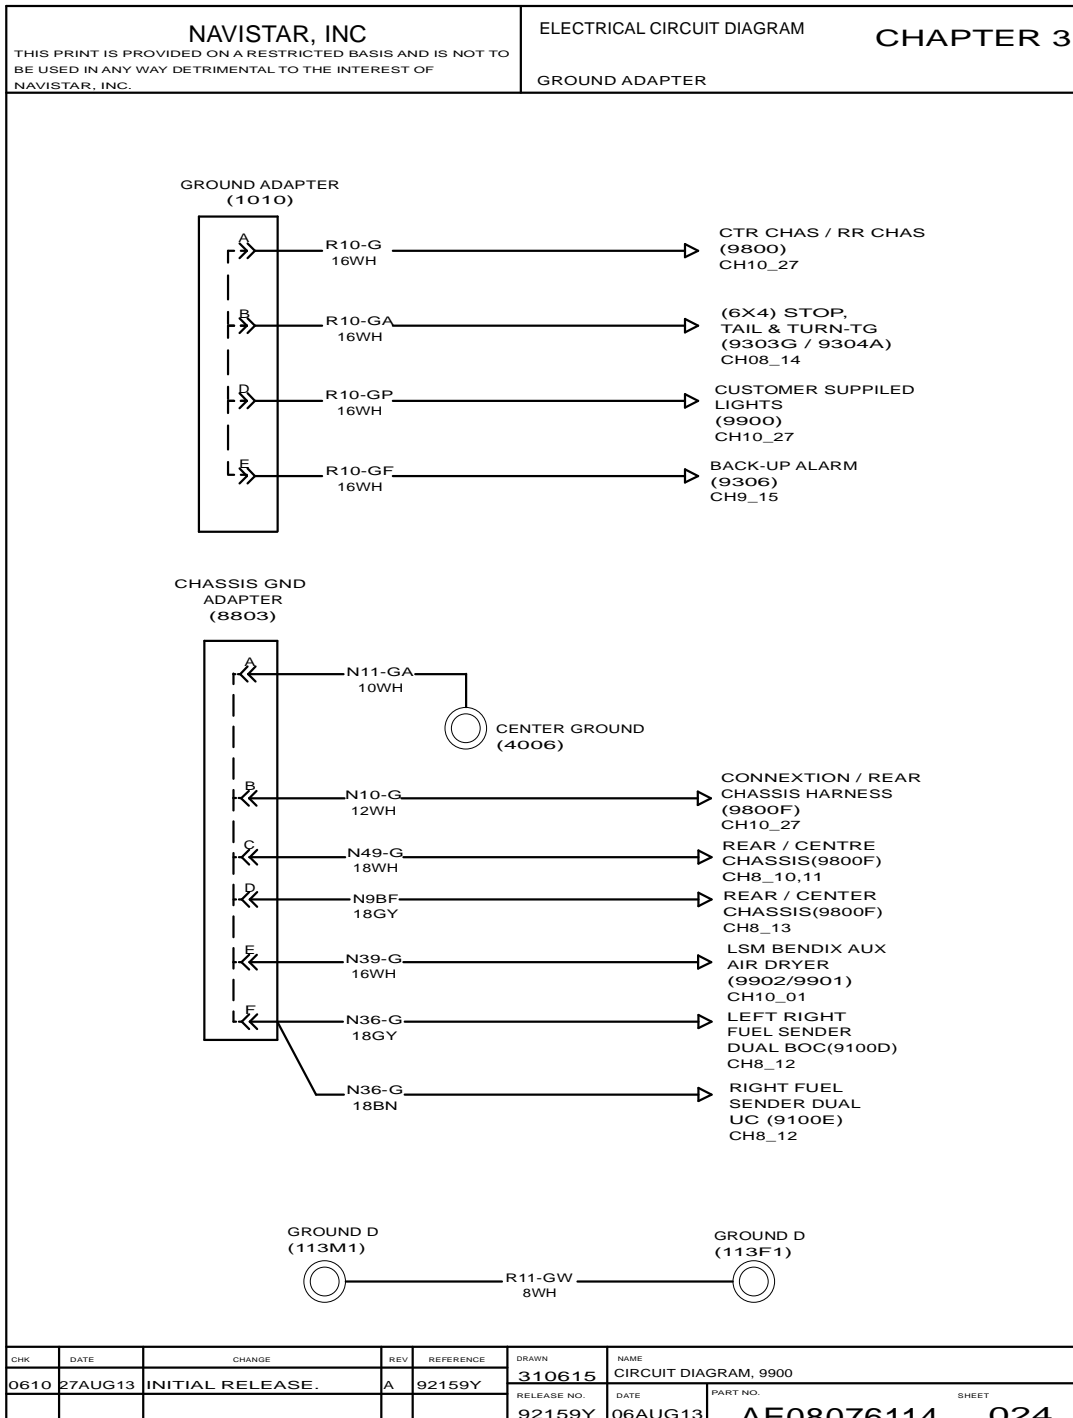 NAVISTAR, INC
THIS PRINT IS PROVIDED ON A RESTRICTED BASIS AND IS NOT TO
BE USED IN ANY WAY DETRIMENTAL TO THE INTEREST OF
NAVISTAR, INC.
ELECTRICAL CIRCUIT DIAGRAM
CHAPTER 3
GROUND ADAPTER
GROUND ADAPTER
(1010)
A
R10-G
16WH
CTR CHAS / RR CHAS
(9800)
CH10_27
B
R10-GA
16WH
(6X4) STOP,
TAIL & TURN-TG
(9303G / 9304A)
CH08_14
D
R10-GP
16WH
CUSTOMER SUPPILED
LIGHTS
(9900)
CH10_27
E
R10-GF
16WH
BACK-UP ALARM
(9306)
CH9_15
CHASSIS GND
ADAPTER
(8803)
A
N11-GA
10WH
CENTER GROUND
(4006)
B
N10-G
12WH
CONNEXTION / REAR
CHASSIS HARNESS
(9800F)
CH10_27
C
N49-G
18WH
REAR / CENTRE
CHASSIS(9800F)
CH8_10,11
D
N9BF
18GY
REAR / CENTER
CHASSIS(9800F)
CH8_13
E
N39-G
16WH
LSM BENDIX AUX
AIR DRYER
(9902/9901)
CH10_01
F
N36-G
18GY
LEFT RIGHT
FUEL SENDER
DUAL BOC(9100D)
CH8_12
N36-G
18BN
RIGHT FUEL
SENDER DUAL
UC (9100E)
CH8_12
GROUND D
(113M1)
R11-GW
8WH
GROUND D
(113F1)
CHK DATE CHANGE REV REFERENCE
0610 27AUG13 INITIAL RELEASE. A 92159Y
DRAWN
310615
NAME
CIRCUIT DIAGRAM, 9900
RELEASE NO.
92159Y
DATE
06AUG13
PART NO.
AE08076114
SHEET
024